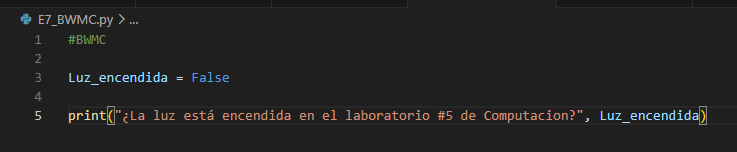 E7_BWMC.py > ...
1 #BWMC
2
3 Luz_encendida = False
4
5 print("¿La luz está encendida en el laboratorio #5 de Computacion?", Luz_encendida)